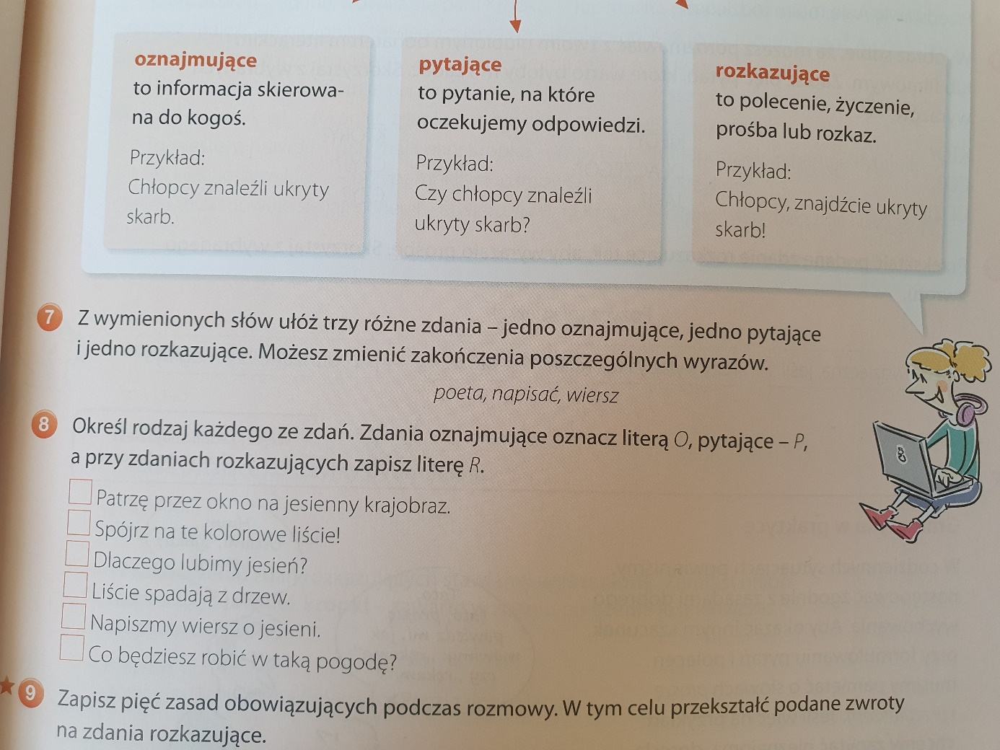 oznajmujące
to informacja skierowa-
na do kogoś.
Przykład:
Chłopcy znaleźli ukryty
skarb.
pytające
to pytanie, na które
oczekujemy odpowiedzi.
Przykład:
Czy chłopcy znaleźli
ukryty skarb?
rozkazujące
to polecenie, życzenie,
prośba lub rozkaz.
Przykład:
Chłopcy, znajdźcie ukryty
skarb!
7 Z wymienionych słów ułóż trzy różne zdania – jedno oznajmujące, jedno pytające
i jedno rozkazujące. Możesz zmienić zakończenia poszczególnych wyrazów.
poeta, napisać, wiersz
8 Określ rodzaj każdego ze zdań. Zdania oznajmujące oznacz literą O, pytające – P,
a przy zdaniach rozkazujących zapisz literę R.
Patrzę przez okno na jesienny krajobraz.
Spójrz na te kolorowe liście!
Dlaczego lubimy jesień?
Liście spadają z drzew.
Napiszmy wiersz o jesieni.
Co będziesz robić w taką pogodę?
9 Zapisz pięć zasad obowiązujących podczas rozmowy. W tym celu przekształć podane zwroty
na zdania rozkazujące.